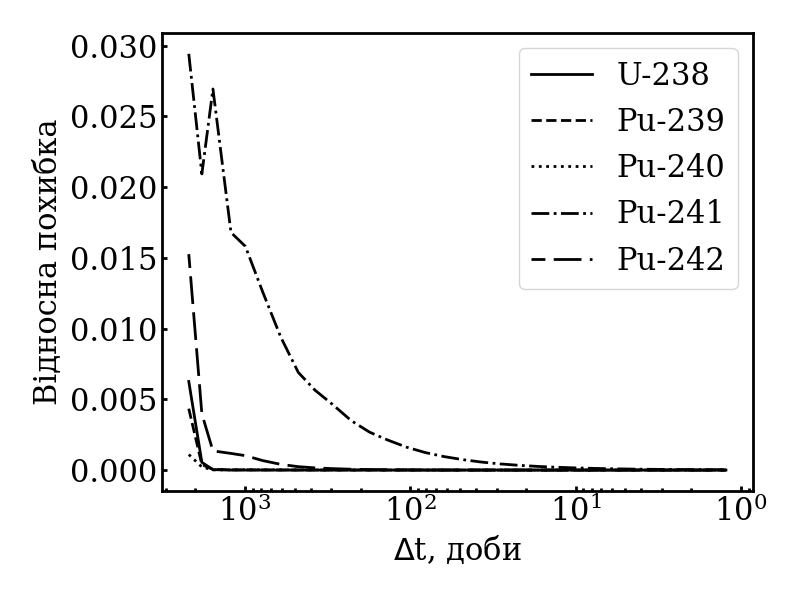 0.030
0.025
0.020
0.015
0.010
0.005
0.000
Відносна похибка
U-238
Pu-239
Pu-240
Pu-241
Pu-242
10³ 10² 10¹ 10⁰
Δt, доби